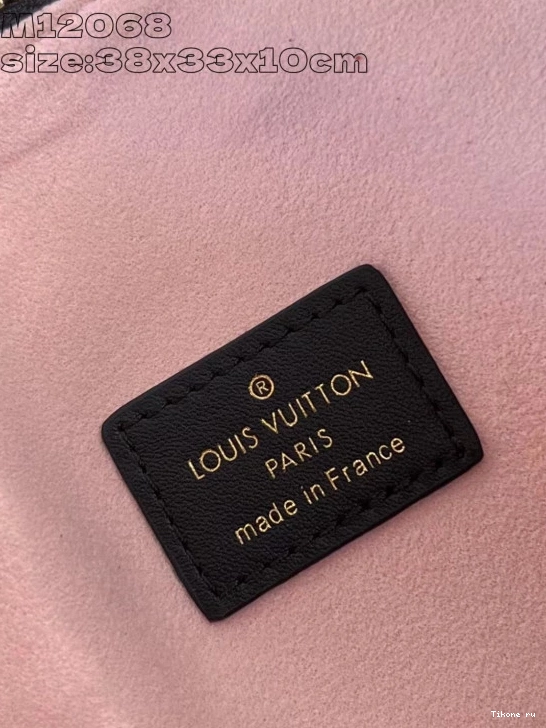 M12068
size:38x33x10cm
®
LOUIS VUITTON
PARIS
made in France
Tikone ru